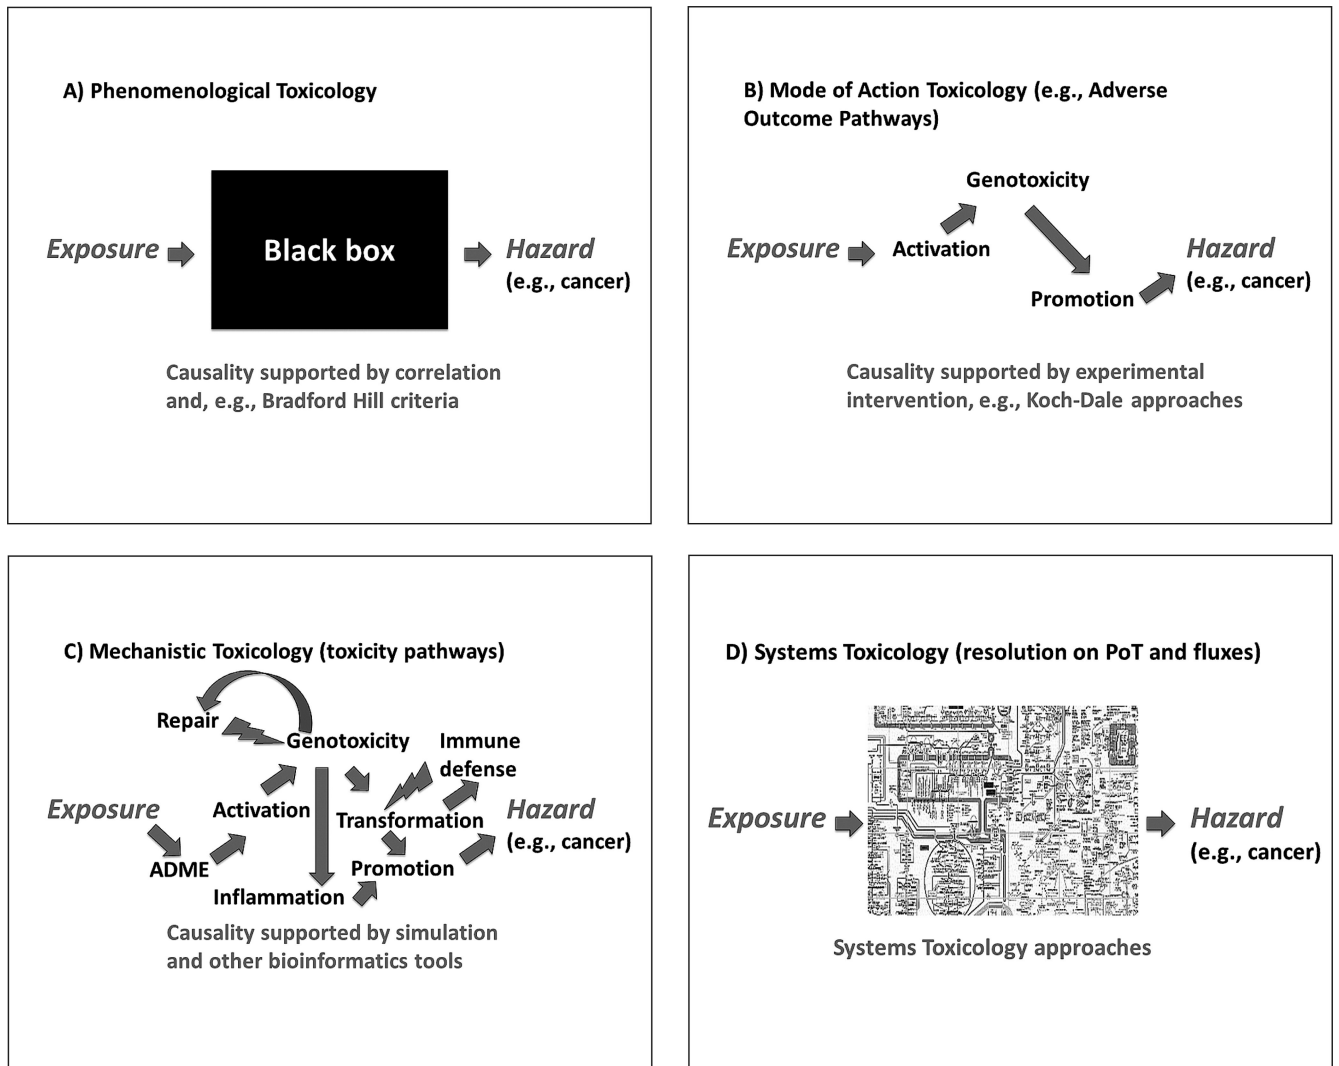 A) Phenomenological Toxicology
Exposure
Black box
Hazard
(e.g., cancer)
Causality supported by correlation
and, e.g., Bradford Hill criteria
B) Mode of Action Toxicology (e.g., Adverse
Outcome Pathways)
Genotoxicity
Exposure
Activation
Hazard
(e.g., cancer)
Promotion
Causality supported by experimental
intervention, e.g., Koch-Dale approaches
C) Mechanistic Toxicology (toxicity pathways)
Repair
Genotoxicity
Immune
defense
Exposure
Activation
Transformation
Hazard
(e.g., cancer)
ADME
Promotion
Inflammation
Causality supported by simulation
and other bioinformatics tools
D) Systems Toxicology (resolution on PoT and fluxes)
Exposure
Hazard
(e.g., cancer)
Systems Toxicology approaches